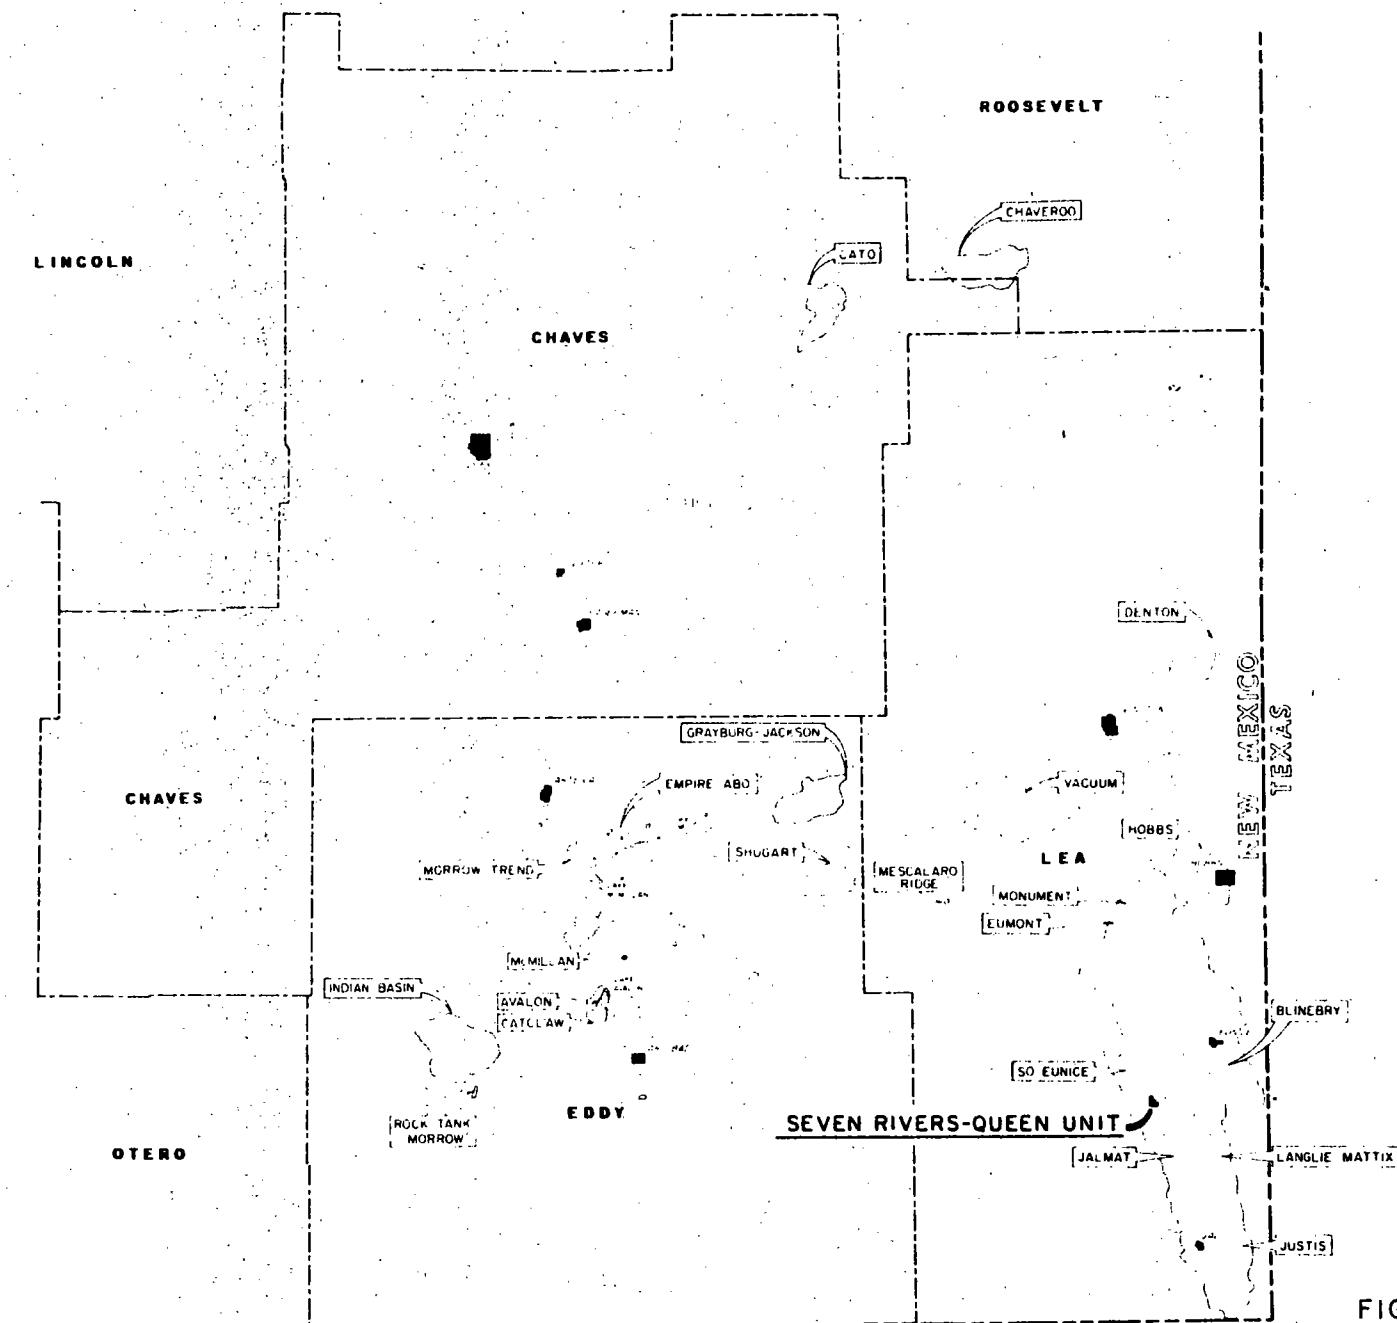 ROOSEVELT
CHAVEROO
LINCOLN
CATO
CHAVES
DENTON
NEW MEXICO
TEXAS
GRAYBURG-JACKSON
EMPIRE ABO
VACUUM
CHAVES
HOBBS
SHUGART
LEA
MORROW TREND
MESCALARO
RIDGE
MONUMENT
EUMONT
McMILLAN
INDIAN BASIN
AVALON
CATCLAW
BLINEBRY
SO EUNICE
EDDY
ROCK TANK
MORROW
SEVEN RIVERS-QUEEN UNIT
OTERO
JALMAT
LANGLIE MATTIX
JUSTIS
FIG